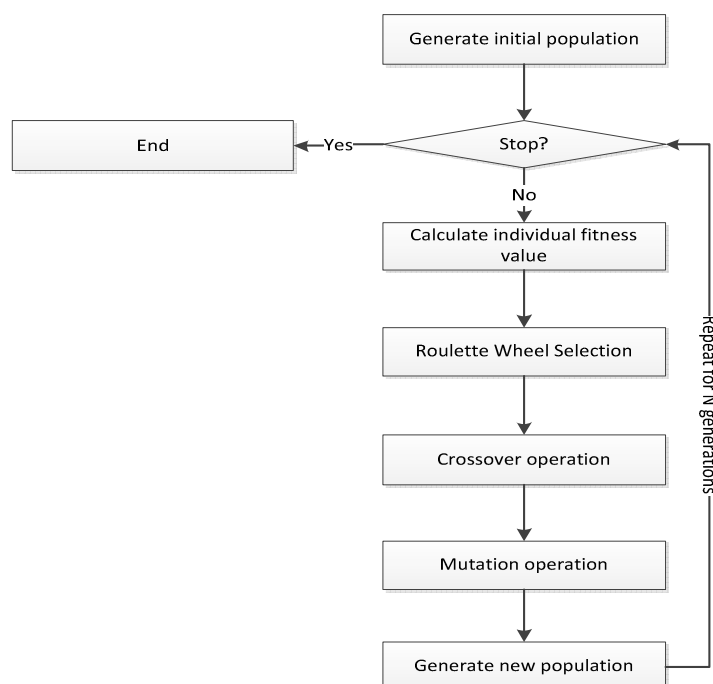 Generate initial population
Stop?
Yes
End
No
Calculate individual fitness
value
Roulette Wheel Selection
Crossover operation
Mutation operation
Generate new population
Repeat for N generations